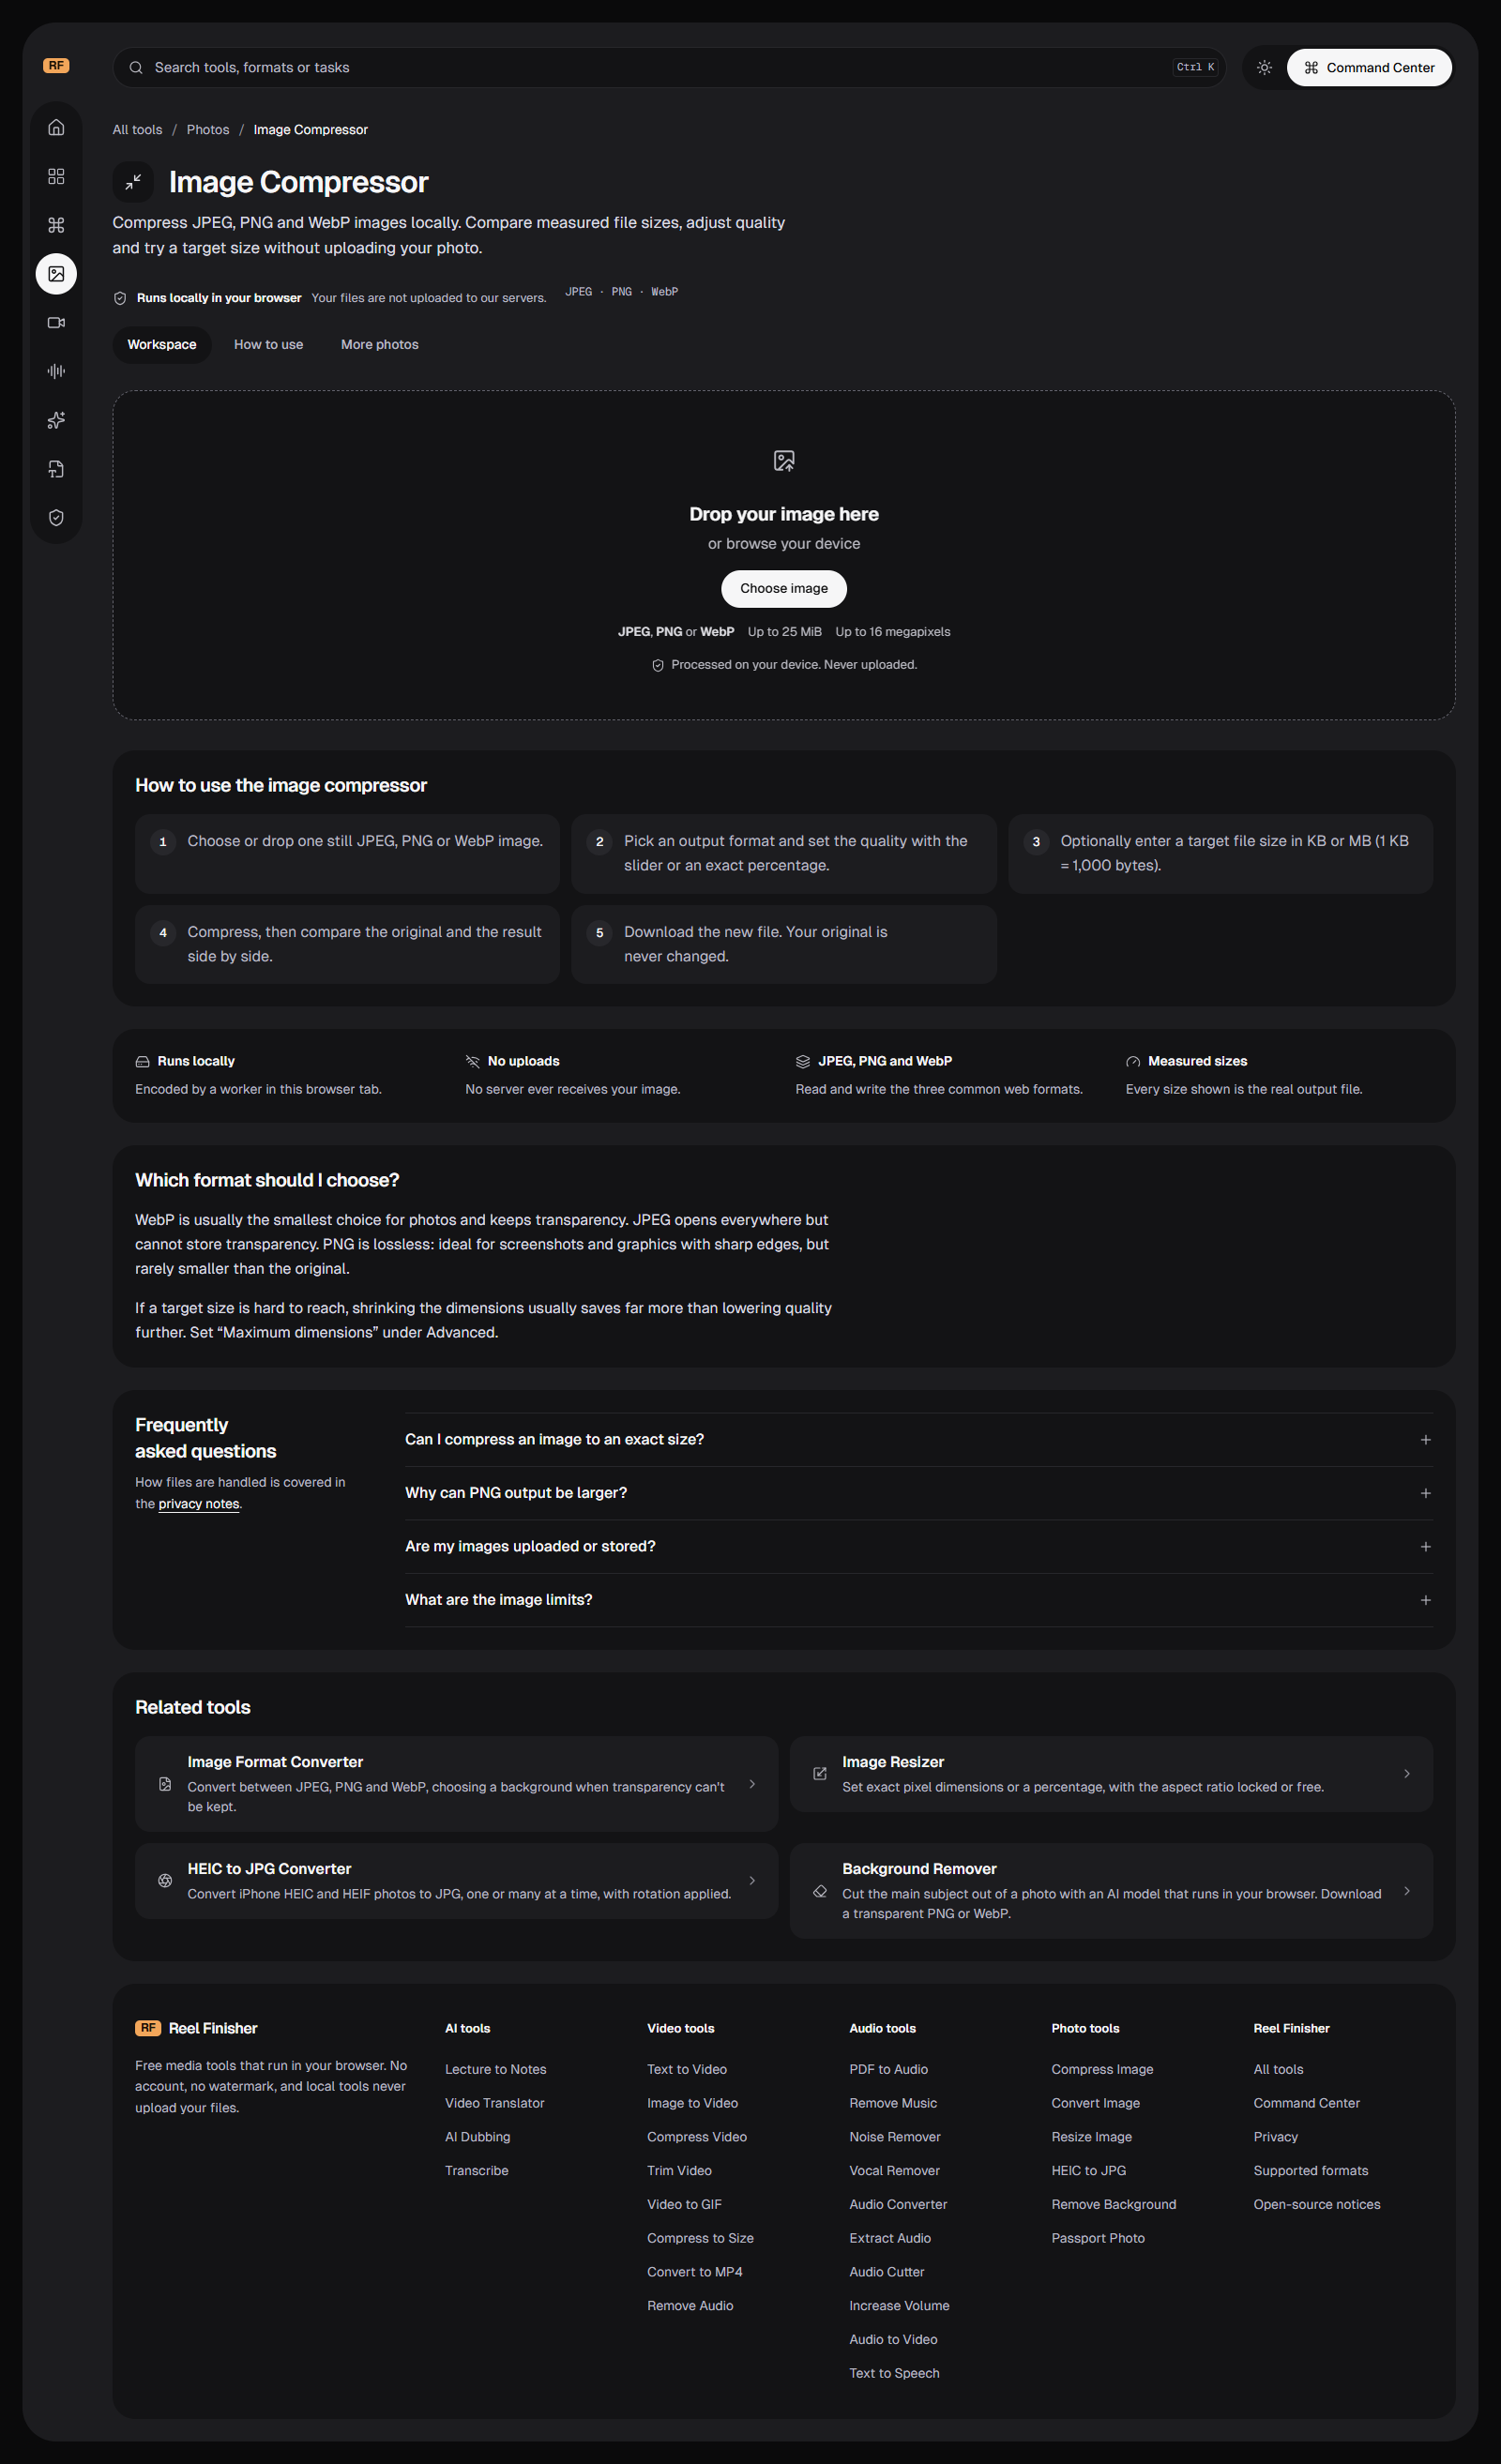 RF
Search tools, formats or tasks
Ctrl K
Command Center
All tools / Photos / Image Compressor
Image Compressor
Compress JPEG, PNG and WebP images locally. Compare measured file sizes, adjust quality
and try a target size without uploading your photo.
Runs locally in your browser Your files are not uploaded to our servers. JPEG · PNG · WebP
Workspace
How to use
More photos
Drop your image here
or browse your device
Choose image
JPEG, PNG or WebP Up to 25 MiB Up to 16 megapixels
Processed on your device. Never uploaded.
How to use the image compressor
1 Choose or drop one still JPEG, PNG or WebP image.
2 Pick an output format and set the quality with the
slider or an exact percentage.
3 Optionally enter a target file size in KB or MB (1 KB
= 1,000 bytes).
4 Compress, then compare the original and the result
side by side.
5 Download the new file. Your original is
never changed.
Runs locally
Encoded by a worker in this browser tab.
No uploads
No server ever receives your image.
JPEG, PNG and WebP
Read and write the three common web formats.
Measured sizes
Every size shown is the real output file.
Which format should I choose?
WebP is usually the smallest choice for photos and keeps transparency. JPEG opens everywhere but
cannot store transparency. PNG is lossless: ideal for screenshots and graphics with sharp edges, but
rarely smaller than the original.
If a target size is hard to reach, shrinking the dimensions usually saves far more than lowering quality
further. Set “Maximum dimensions” under Advanced.
Frequently
asked questions
How files are handled is covered in
the privacy notes.
Can I compress an image to an exact size?
Why can PNG output be larger?
Are my images uploaded or stored?
What are the image limits?
Related tools
Image Format Converter
Convert between JPEG, PNG and WebP, choosing a background when transparency can't
be kept.
Image Resizer
Set exact pixel dimensions or a percentage, with the aspect ratio locked or free.
HEIC to JPG Converter
Convert iPhone HEIC and HEIF photos to JPG, one or many at a time, with rotation applied.
Background Remover
Cut the main subject out of a photo with an AI model that runs in your browser. Download
a transparent PNG or WebP.
RF Reel Finisher
Free media tools that run in your browser. No
account, no watermark, and local tools never
upload your files.
AI tools
Lecture to Notes
Video Translator
AI Dubbing
Transcribe
Video tools
Text to Video
Image to Video
Compress Video
Trim Video
Video to GIF
Compress to Size
Convert to MP4
Remove Audio
Audio tools
PDF to Audio
Remove Music
Noise Remover
Vocal Remover
Audio Converter
Extract Audio
Audio Cutter
Increase Volume
Audio to Video
Text to Speech
Photo tools
Compress Image
Convert Image
Resize Image
HEIC to JPG
Remove Background
Passport Photo
Reel Finisher
All tools
Command Center
Privacy
Supported formats
Open-source notices